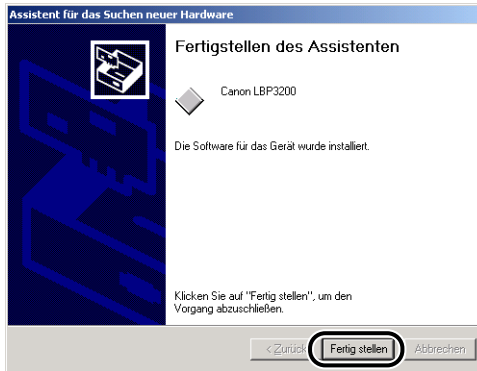 Assistent für das Suchen neuer Hardware
Fertigstellen des Assistenten
Canon LBP3200
Die Software für das Gerät wurde installiert.
Klicken Sie auf "Fertig stellen", um den
Vorgang abzuschließen.
< Zurück Fertig stellen Abbrechen